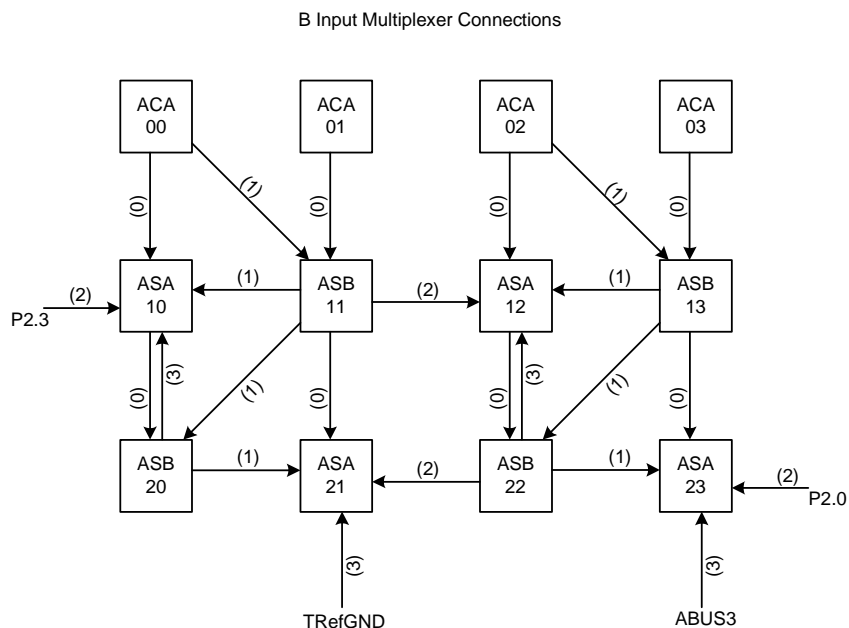 B Input Multiplexer Connections
ACA
00
ACA
01
ACA
02
ACA
03
(0)
(1)
(0)
(0)
(1)
(0)
ASA
10
(1)
ASB
11
(2)
ASA
12
(1)
ASB
13
(2)
P2.3
(0)
(3)
(1)
(0)
(0)
(3)
(1)
(0)
ASB
20
(1)
ASA
21
(2)
ASB
22
(1)
ASA
23
(2)
P2.0
(3)
(3)
TRefGND
ABUS3